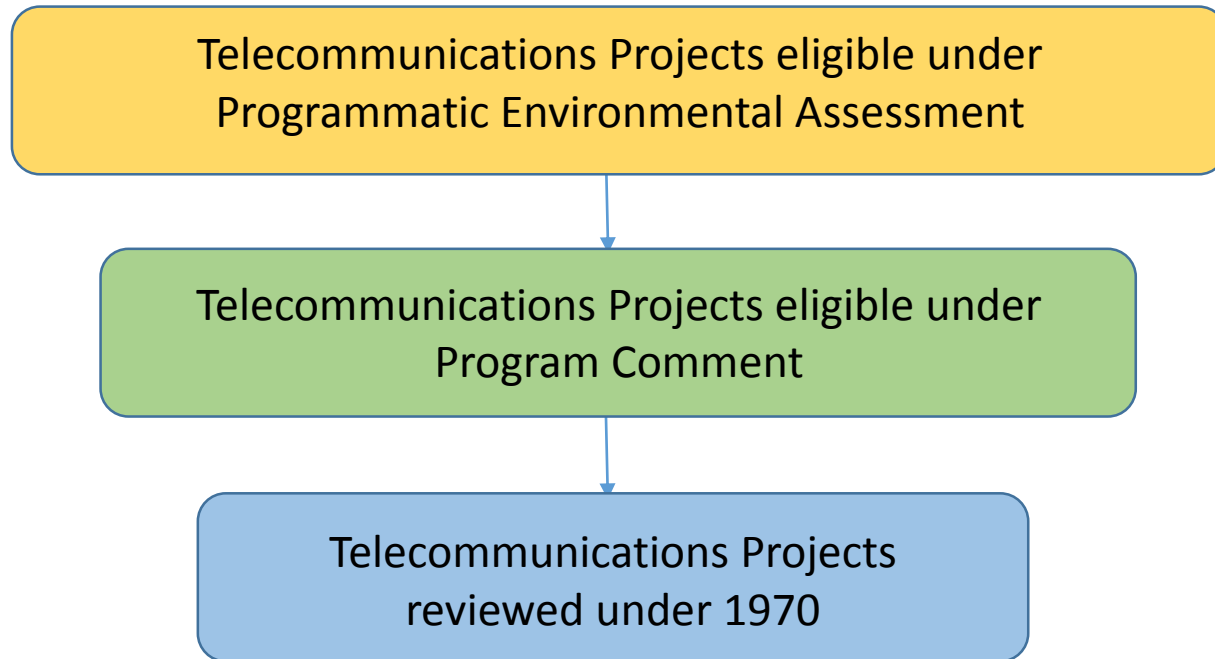 Telecommunications Projects eligible under
Programmatic Environmental Assessment
Telecommunications Projects eligible under
Program Comment
Telecommunications Projects
reviewed under 1970